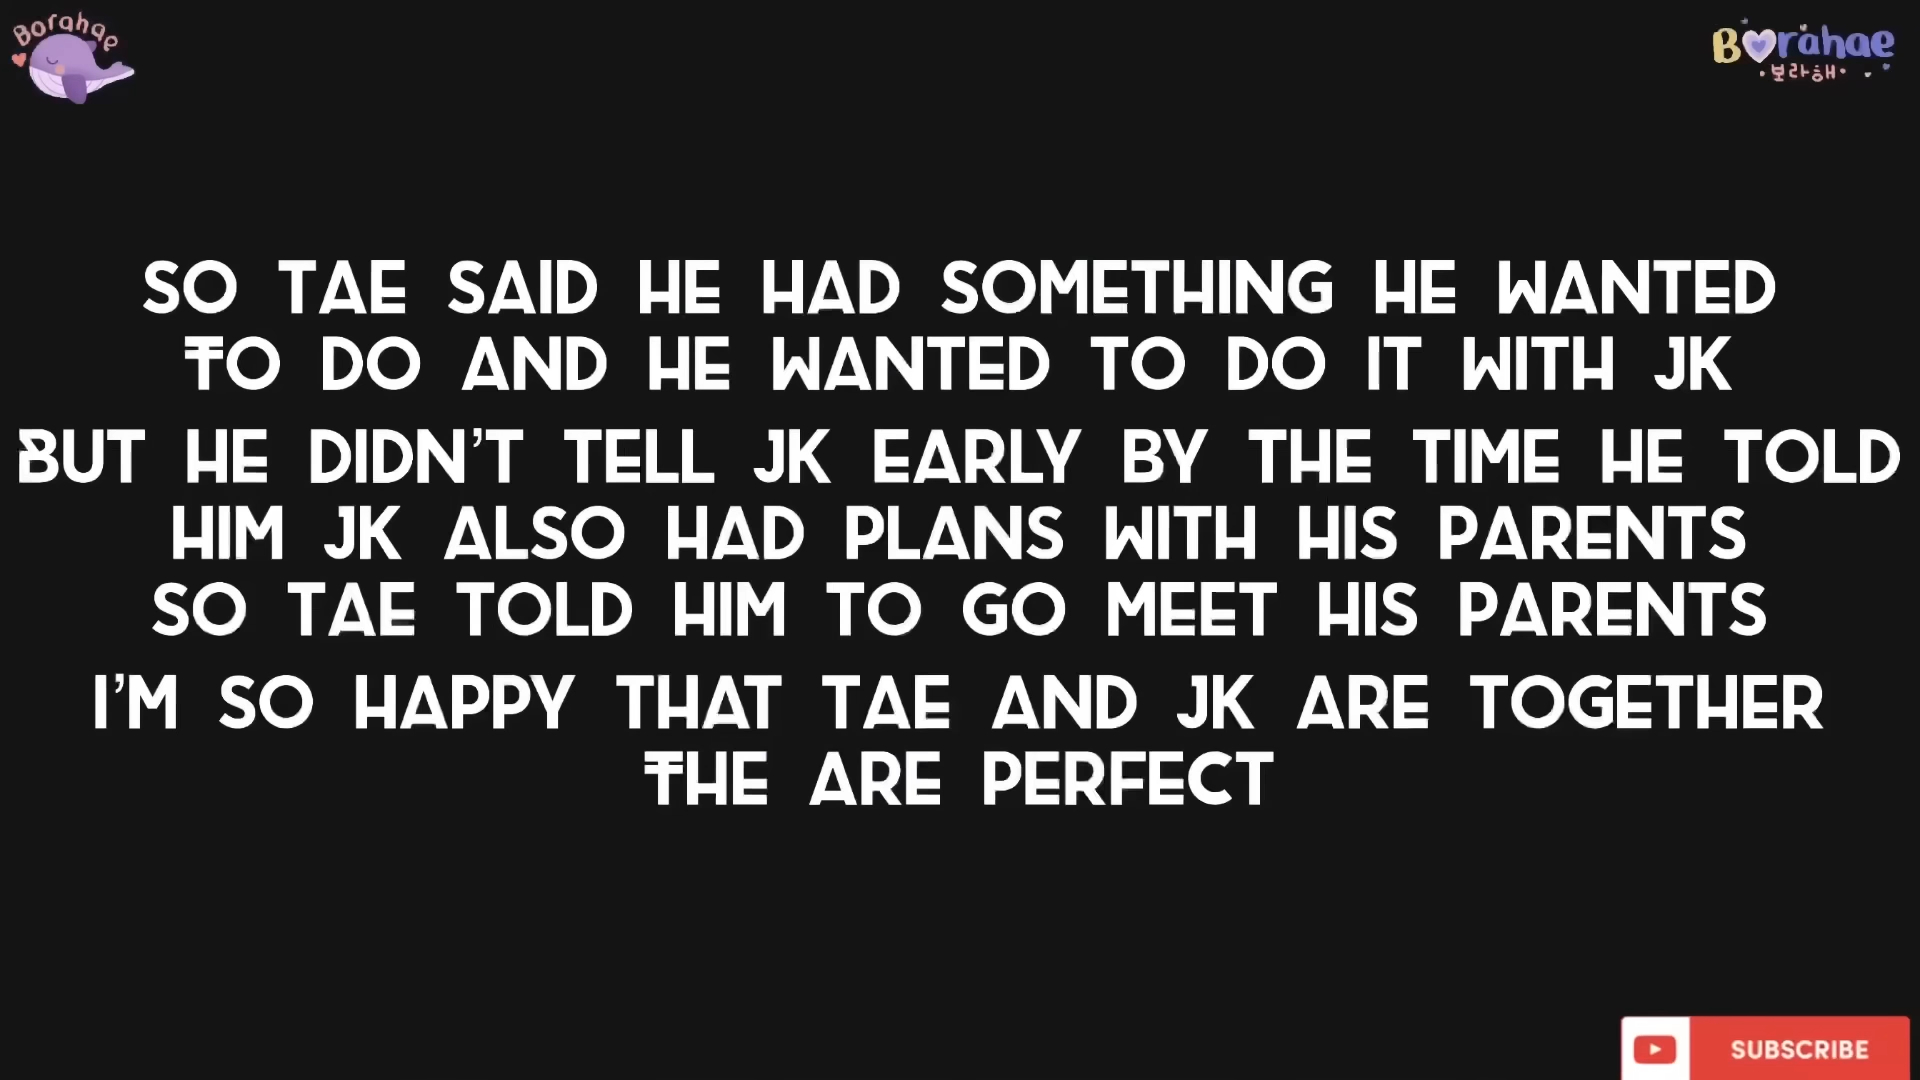 Borahae
Borahae
보라해
SO TAE SAID HE HAD SOMETHING HE WANTED
TO DO AND HE WANTED TO DO IT WITH JK
BUT HE DIDN'T TELL JK EARLY BY THE TIME HE TOLD
HIM JK ALSO HAD PLANS WITH HIS PARENTS
SO TAE TOLD HIM TO GO MEET HIS PARENTS
I'M SO HAPPY THAT TAE AND JK ARE TOGETHER
THE ARE PERFECT
SUBSCRIBE